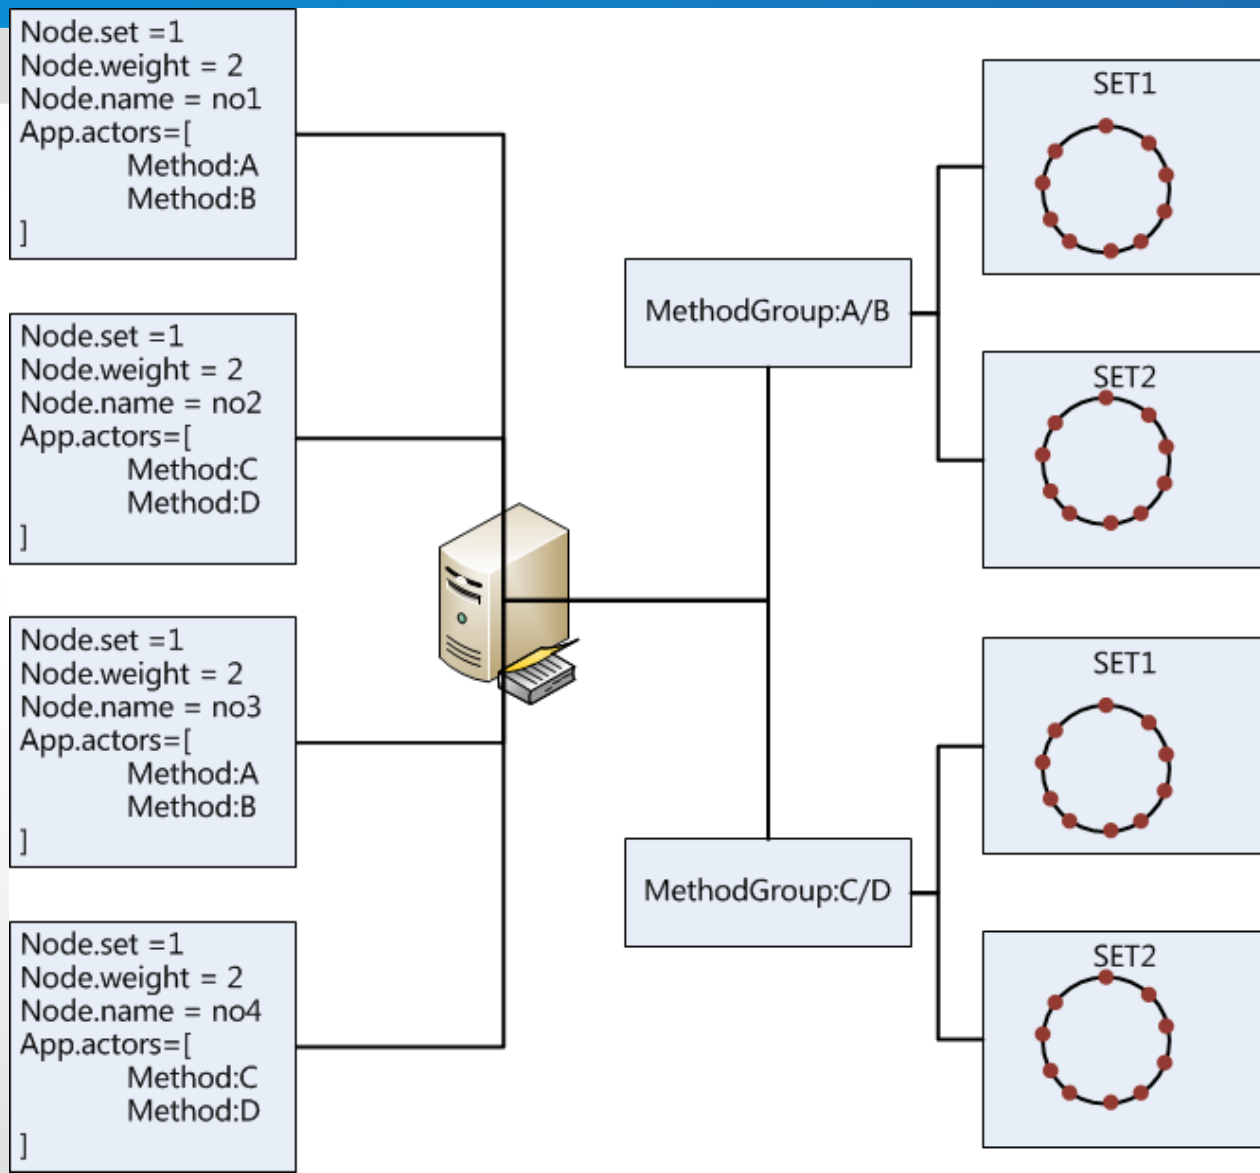 Node.set =1
Node.weight = 2
Node.name = no1
App.actors=[
Method:A
Method:B
]
Node.set =1
Node.weight = 2
Node.name = no2
App.actors=[
Method:C
Method:D
]
Node.set =1
Node.weight = 2
Node.name = no3
App.actors=[
Method:A
Method:B
]
Node.set =1
Node.weight = 2
Node.name = no4
App.actors=[
Method:C
Method:D
]
MethodGroup:A/B
MethodGroup:C/D
SET1
SET2
SET1
SET2